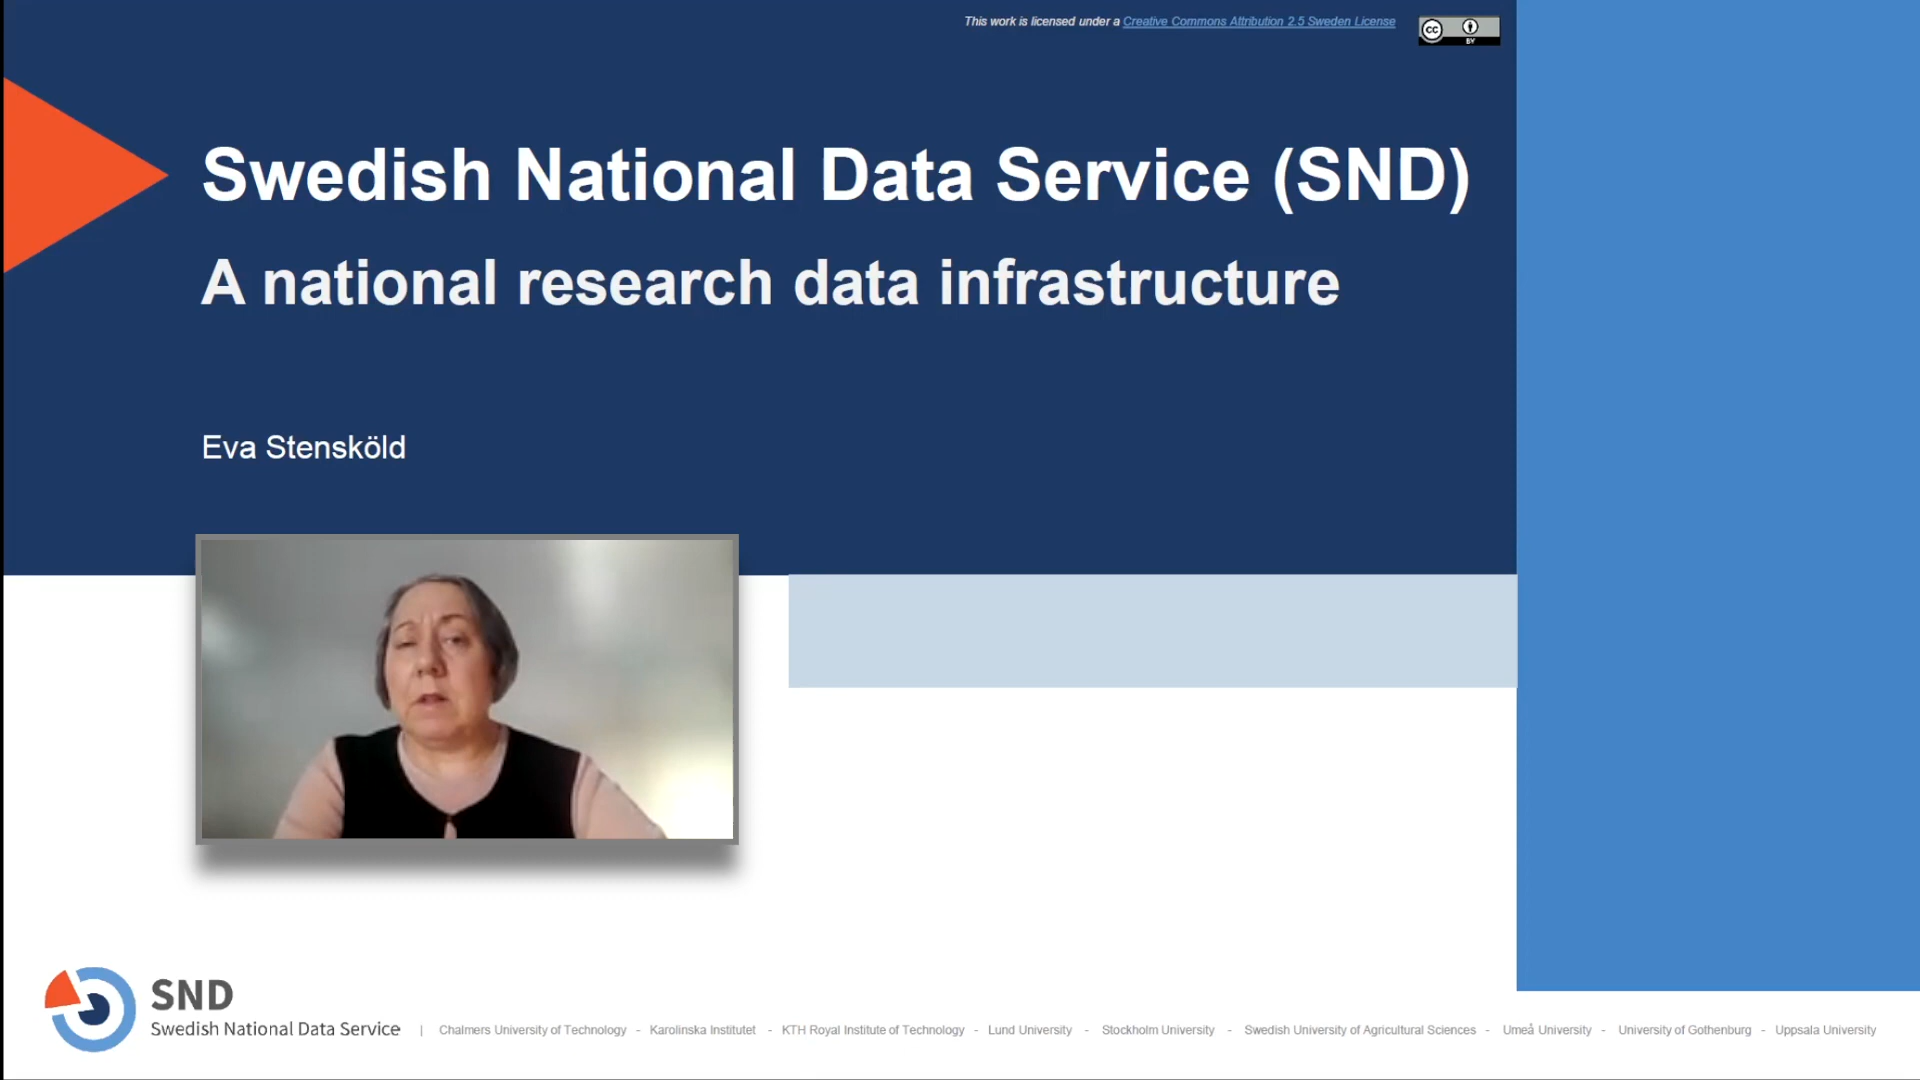 This work is licensed under a Creative Commons Attribution 2.5 Sweden License
cc
BY
Swedish National Data Service (SND)
A national research data infrastructure
Eva Stensköld
SND
Swedish National Data Service | Chalmers University of Technology - Karolinska Institutet - KTH Royal Institute of Technology - Lund University - Stockholm University - Swedish University of Agricultural Sciences - Umeå University - University of Gothenburg - Uppsala University